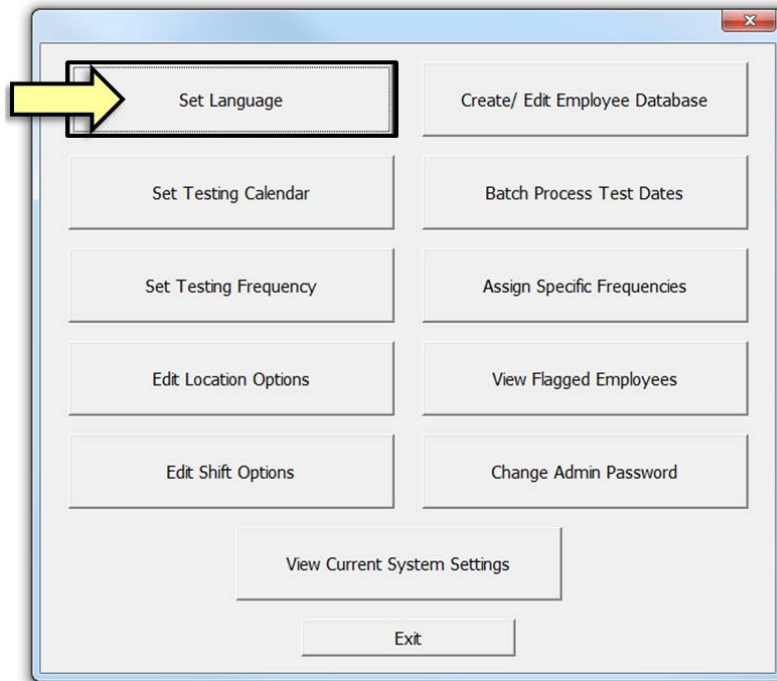 Set Language
Create/ Edit Employee Database
Set Testing Calendar
Batch Process Test Dates
Set Testing Frequency
Assign Specific Frequencies
Edit Location Options
View Flagged Employees
Edit Shift Options
Change Admin Password
View Current System Settings
Exit